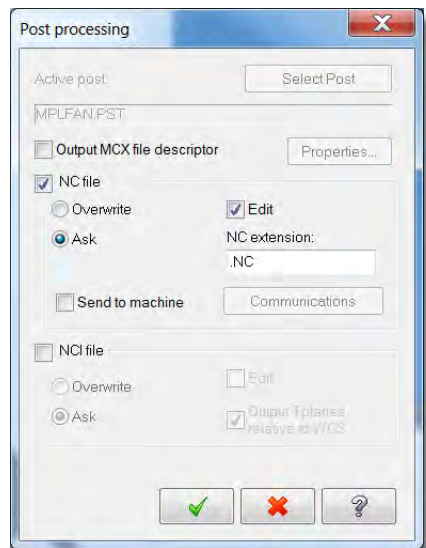 Post processing
Active post:
Select Post
MPLFAN.PST
Output MCX file descriptor
Properties...
NC file
Overwrite
Edit
Ask
NC extension:
.NC
Send to machine
Communications
NCI file
Overwrite
Edit
Ask
Output Tplanes
relative to WCS